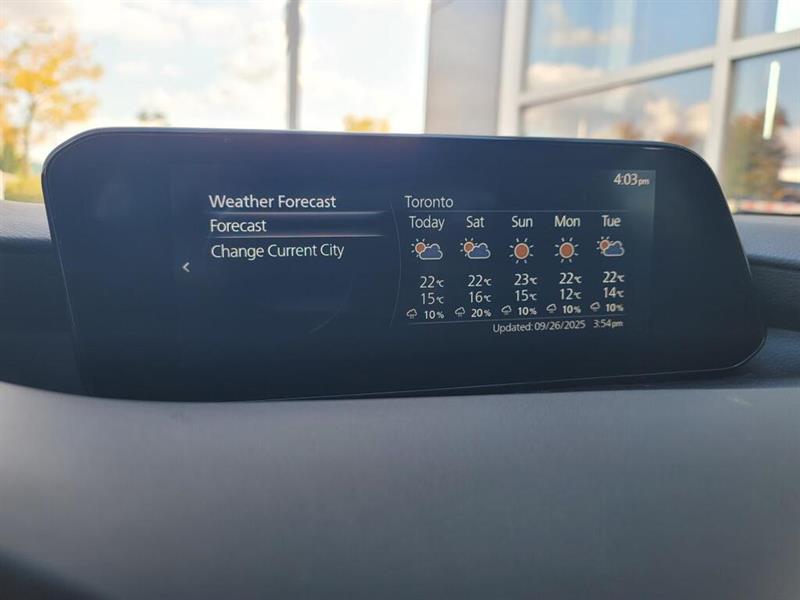 4:03pm
Weather Forecast
Forecast
Change Current City
Toronto
Today Sat Sun Mon Tue
22°C 22°C 23°C 22°C 22°C
15°C 16°C 15°C 12°C 14°C
10% 20% 10% 10% 10%
Updated: 09/26/2025 3:54pm